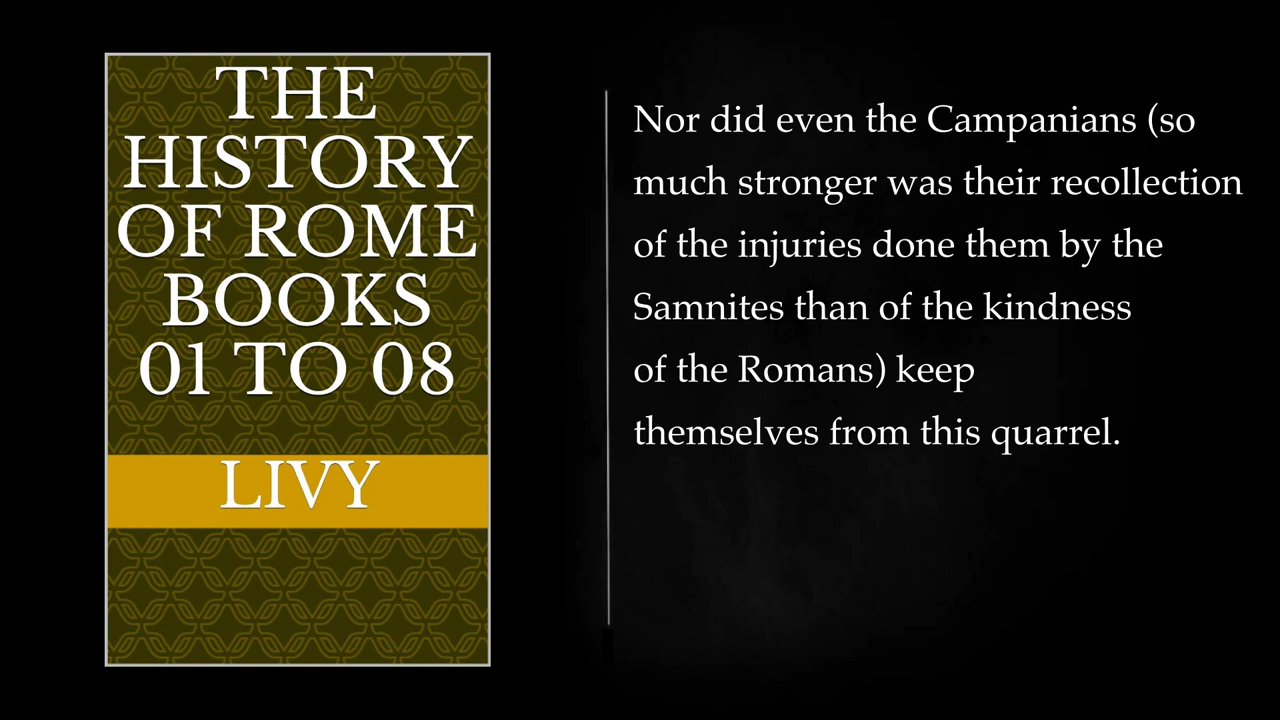 THE
HISTORY
OF ROME
BOOKS
01 TO 08
LIVY
Nor did even the Campanians (so
much stronger was their recollection
of the injuries done them by the
Samnites than of the kindness
of the Romans) keep
themselves from this quarrel.